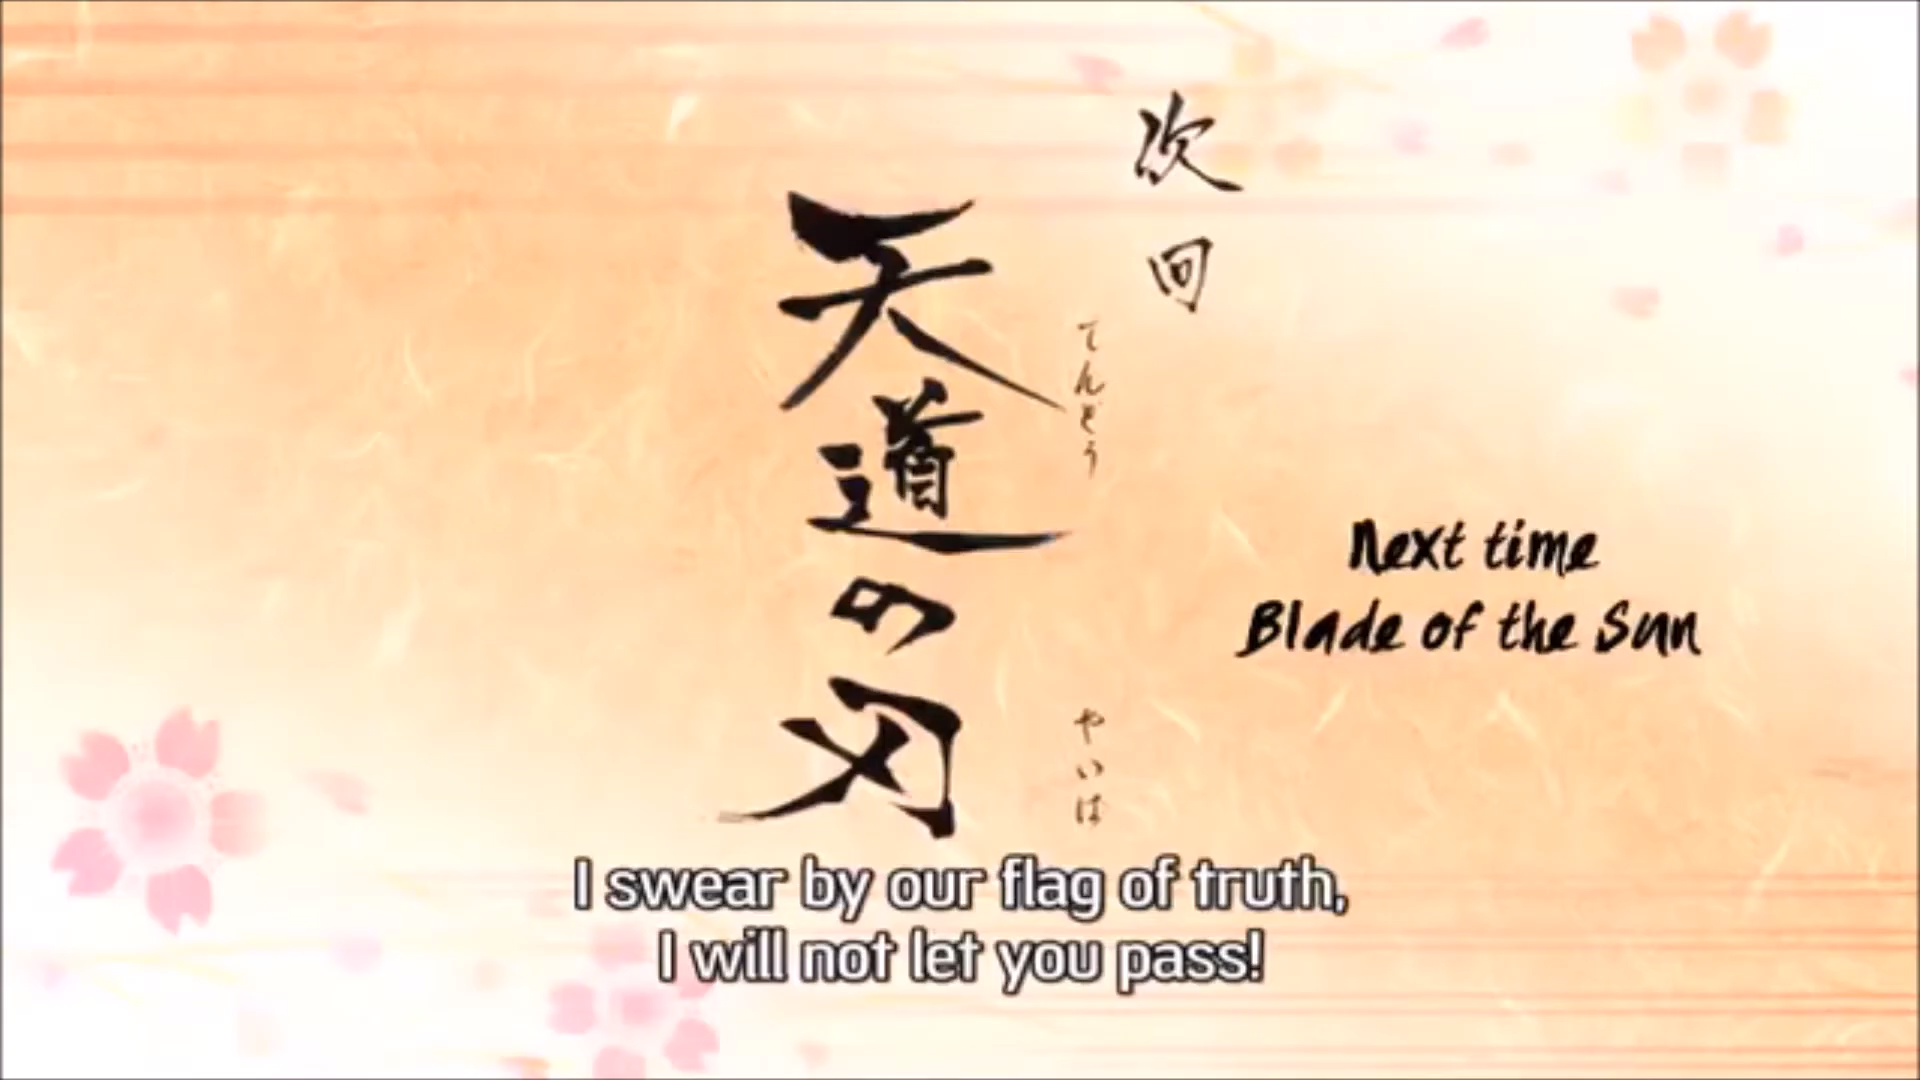 次回
天道の刃
てんどう
やいば
Next time
Blade of the Sun
I swear by our flag of truth,
I will not let you pass!